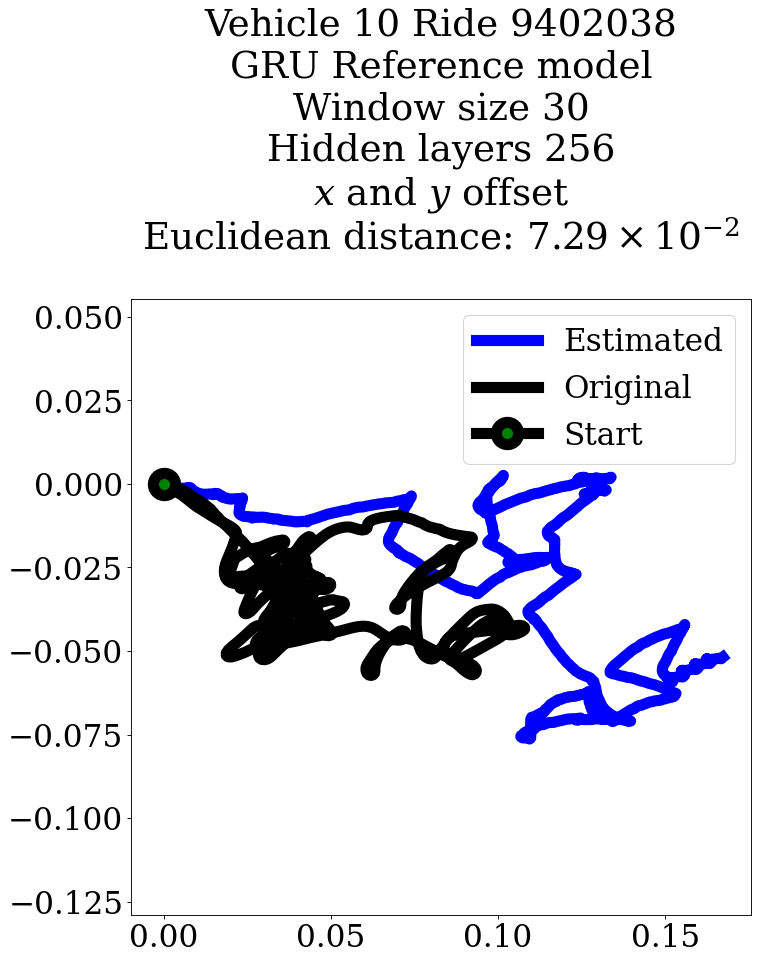 Vehicle 10 Ride 9402038
GRU Reference model
Window size 30
Hidden layers 256
x and y offset
Euclidean distance: 7.29 × 10⁻²
Estimated
Original
Start
0.050
0.025
0.000
−0.025
−0.050
−0.075
−0.100
−0.125
0.00 0.05 0.10 0.15